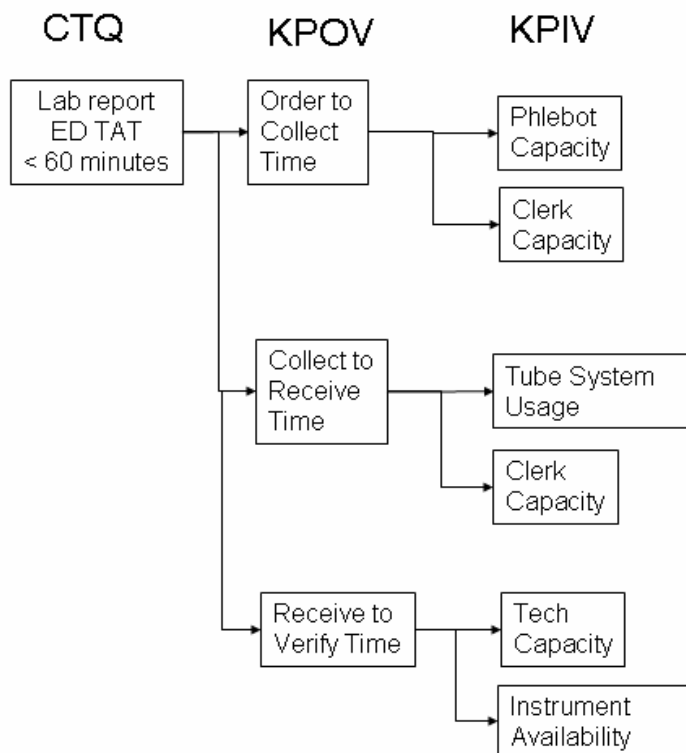 CTQ
KPOV
KPIV
Lab report
ED TAT
< 60 minutes
Order to
Collect
Time
Phlebot
Capacity
Clerk
Capacity
Collect to
Receive
Time
Tube System
Usage
Clerk
Capacity
Receive to
Verify Time
Tech
Capacity
Instrument
Availability